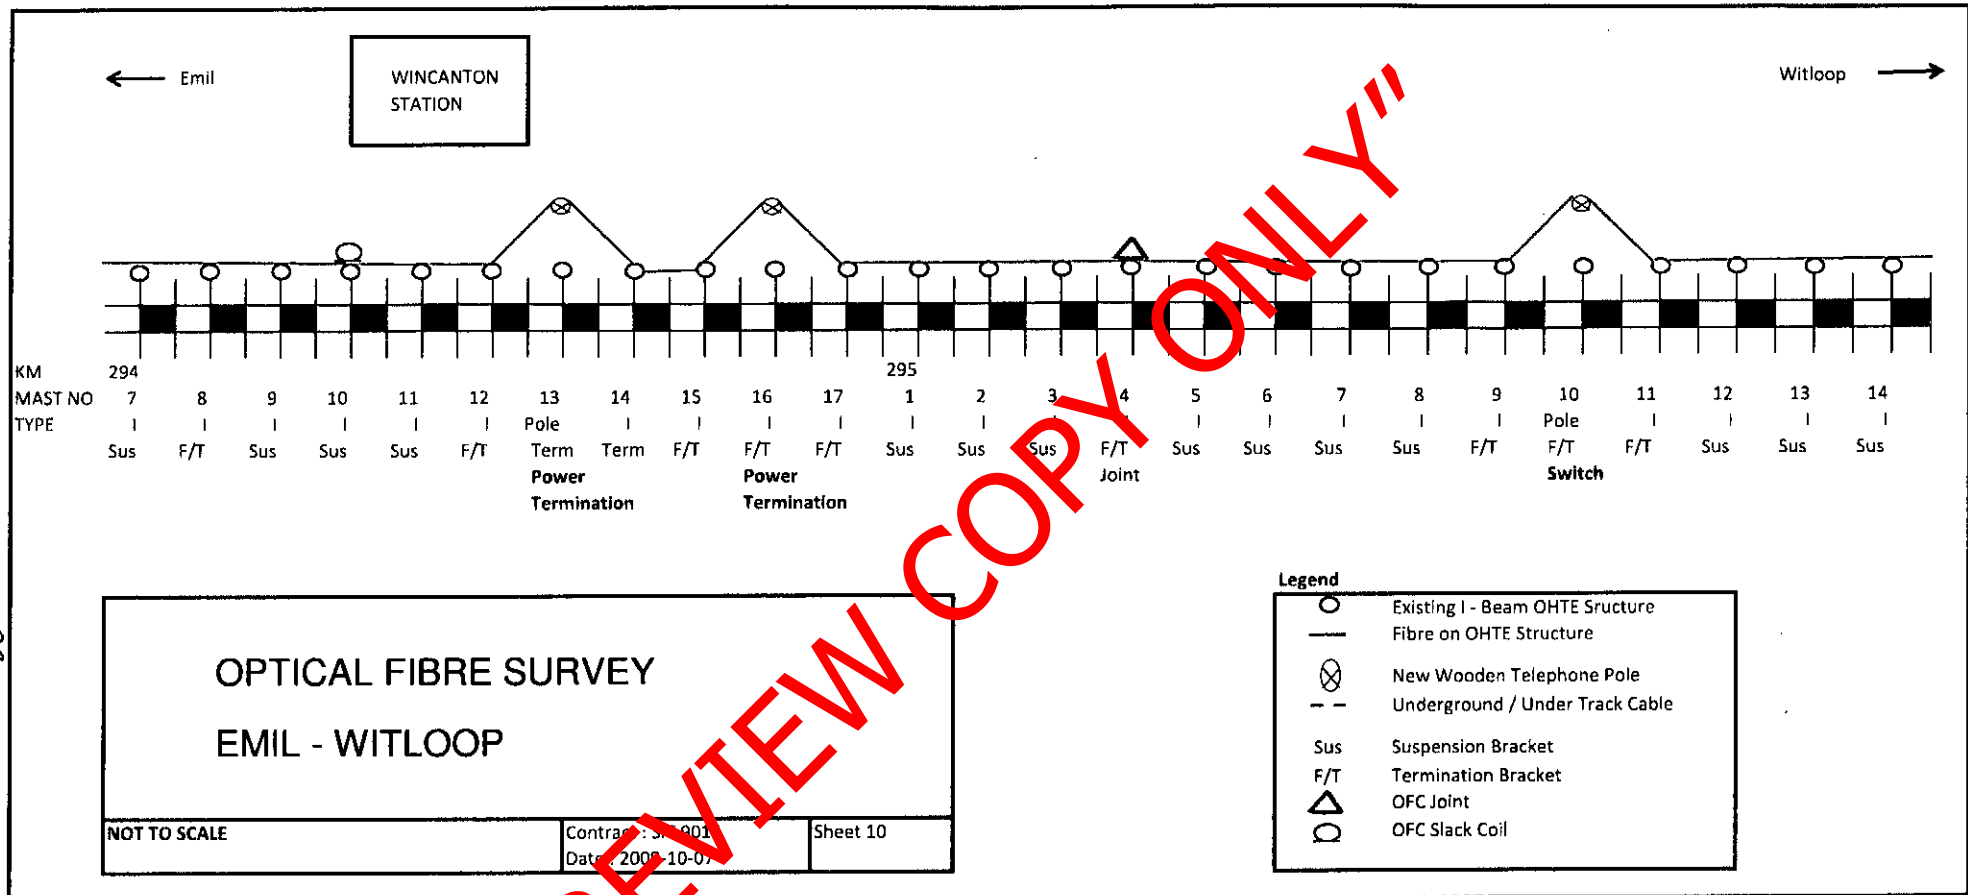 Emil
WINCANTON
STATION
Witloop
KM 294 295
MAST NO 7 8 9 10 11 12 13 14 15 16 17 1 2 3 4 5 6 7 8 9 10 11 12 13 14
TYPE I I I I I I Pole I I I I I I I I I I I I I Pole I I I I
Sus F/T Sus Sus Sus F/T Term Term F/T F/T F/T Sus Sus Sus F/T Sus Sus Sus Sus F/T F/T F/T Sus Sus Sus
Power Power Joint Switch
Termination Termination
Legend
Existing I - Beam OHTE Sructure
Fibre on OHTE Structure
New Wooden Telephone Pole
Underground / Under Track Cable
Sus Suspension Bracket
F/T Termination Bracket
OFC Joint
OFC Slack Coil
OPTICAL FIBRE SURVEY
EMIL - WITLOOP
NOT TO SCALE
Sheet 10
REVIEW COPY ONLY"